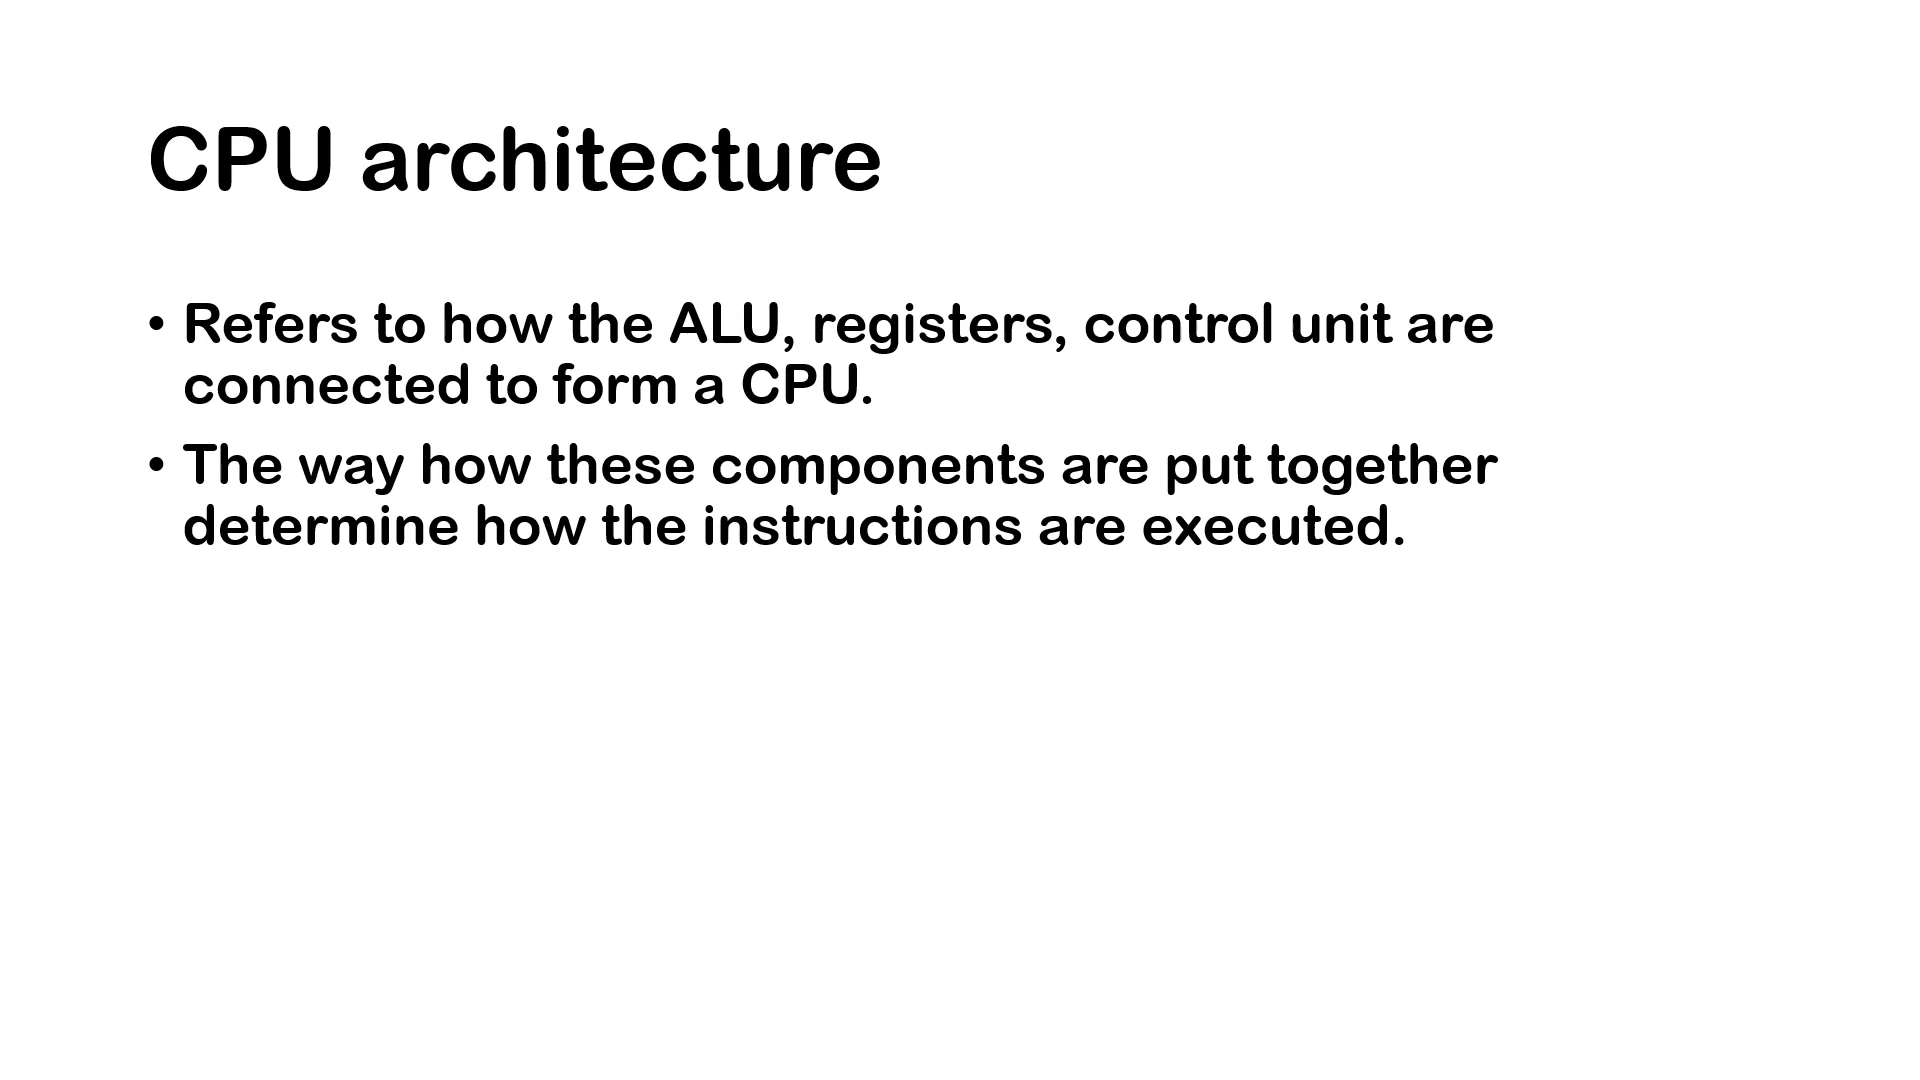 CPU architecture
• Refers to how the ALU, registers, control unit are
connected to form a CPU.
• The way how these components are put together
determine how the instructions are executed.